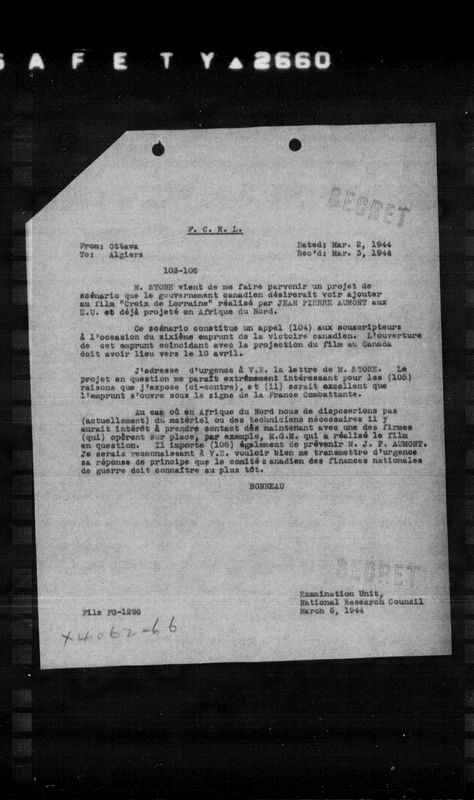 S A F E T Y ▲ 2660
SECRET
F. C. N. L.
From: Ottawa Dated: Mar. 2, 1944
To: Algiers Rec'd: Mar. 3, 1944
103-106
M. STONE vient de me faire parvenir un projet de
scénario que le gouvernement canadien désirerait voir ajouter
au film "Croix de Lorraine" réalisé par JEAN PIERRE AUMONT aux
E.U. et déjà projeté en Afrique du Nord.
Ce scénario constitue un appel (104) aux souscripteurs
à l'occasion du sixième emprunt de la victoire canadien. L'ouverture
de cet emprunt coïncidant avec la projection du film au Canada
doit avoir lieu vers le 10 avril.
J'adresse d'urgence à V.E. la lettre de M. STONE. Le
projet en question me paraît extrêmement intéressant pour les (105)
raisons que j'expose (ci-contre), et (il) serait excellent que
l'emprunt s'ouvre sous le signe de la France Combattante.
Au cas où en Afrique du Nord nous ne disposerions pas
(actuellement) du matériel ou des techniciens nécessaires il y
aurait intérêt à prendre contact dès maintenant avec une des firmes
(qui) opèrent sur place, par exemple, M.G.M. qui a réalisé le film
en question. Il importe (106) également de prévenir M. J. P. AUMONT.
Je serais reconnaissant à V.E. vouloir bien me transmettre d'urgence
sa réponse de principe que le comité canadien des finances nationales
de guerre doit connaître au plus tôt.
BONNEAU
SECRET
Examination Unit,
National Research Council
File FG-1296 March 6, 1944
X4062-66